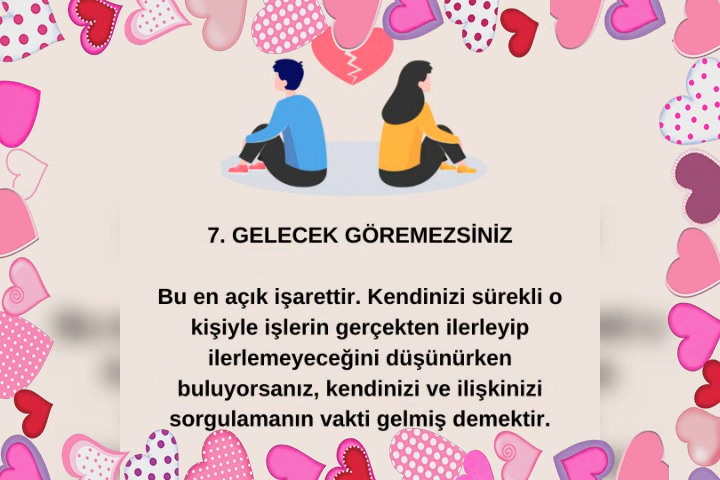 7. GELECEK GÖREMEZSİNİZ
Bu en açık işarettir. Kendinizi sürekli o
kişiyle işlerin gerçekten ilerleyip
ilerlemeyeceğini düşünürken
buluyorsanız, kendinizi ve ilişkinizi
sorgulamanın vakti gelmiş demektir.